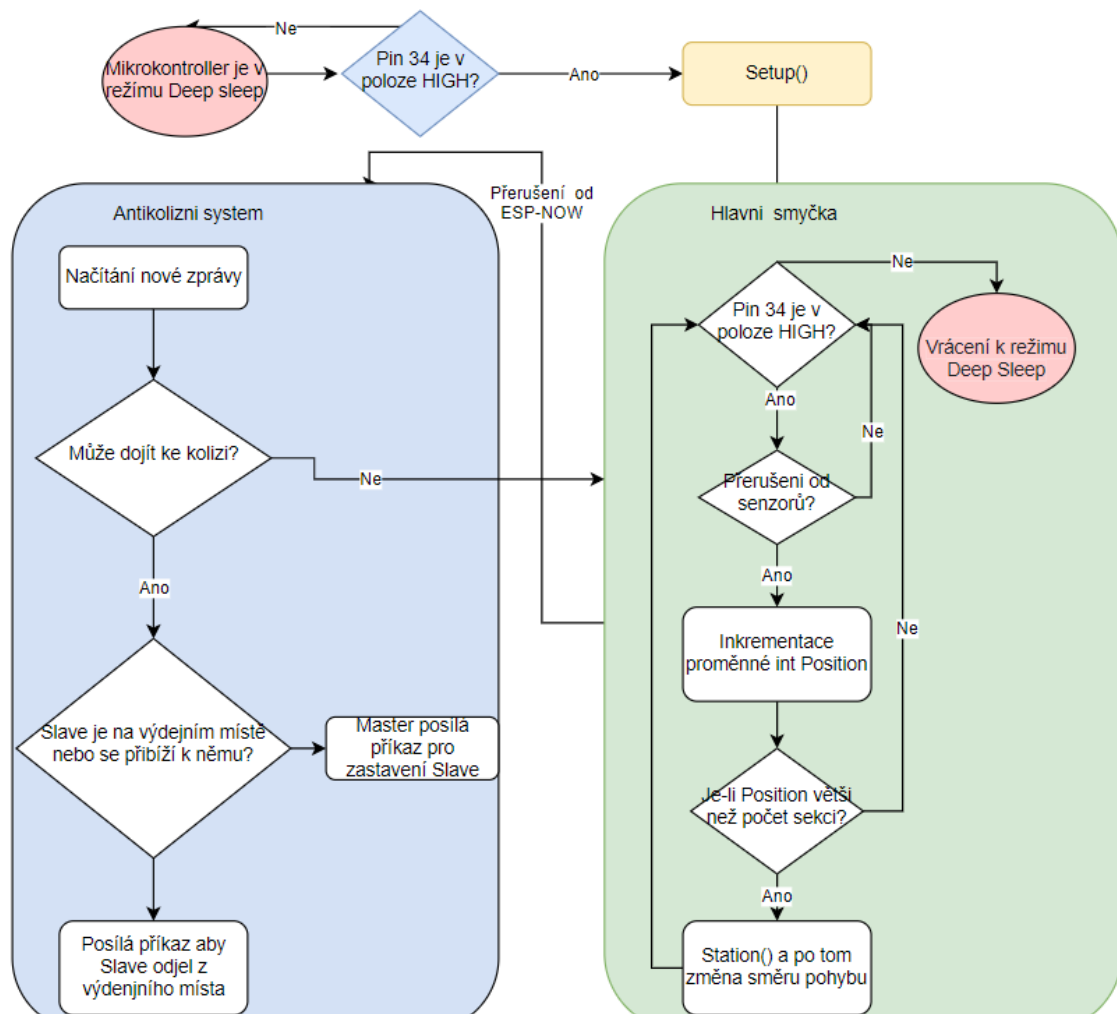 Ne
Mikrokontroller je v
režímu Deep sleep
Pin 34 je v
poloze HIGH?
Ano
Setup()
Přerušení od
ESP-NOW
Antikolizni system
Načítání nové zprávy
Může dojít ke kolizi?
Ne
Ano
Slave je na výdejním místě
nebo se přibíží k němu?
Master posílá
příkaz pro
zastavení Slave
Posílá příkaz aby
Slave odjel z
výdenjního místa
Hlavni smyčka
Ne
Pin 34 je v
poloze HIGH?
Vrácení k režimu
Deep Sleep
Ano
Ne
Přerušeni od
senzorů?
Ano
Inkrementace
proměnné int Position
Ne
Je-li Position větši
než počet sekci?
Ano
Station() a po tom
změna směru pohybu